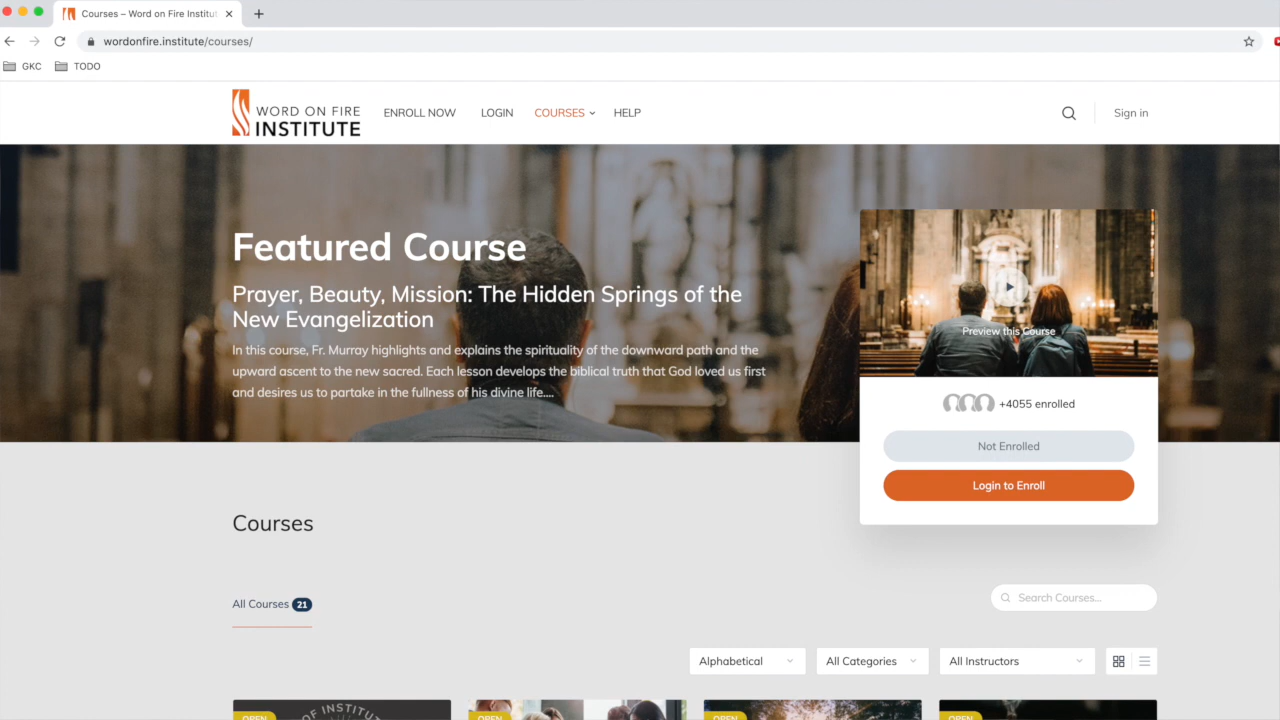 Courses – Word on Fire Institut
wordonfire.institute/courses/
GKC
TODO
WORD ON FIRE
INSTITUTE
ENROLL NOW
LOGIN
COURSES
HELP
Sign in
Featured Course
Prayer, Beauty, Mission: The Hidden Springs of the
New Evangelization
In this course, Fr. Murray highlights and explains the spirituality of the downward path and the
upward ascent to the new sacred. Each lesson develops the biblical truth that God loved us first
and desires us to partake in the fullness of his divine life....
Preview this Course
+4055 enrolled
Not Enrolled
Login to Enroll
Courses
All Courses 21
Search Courses...
Alphabetical
All Categories
All Instructors
OPEN
OF INSTITU
OPEN
OPEN
OPEN